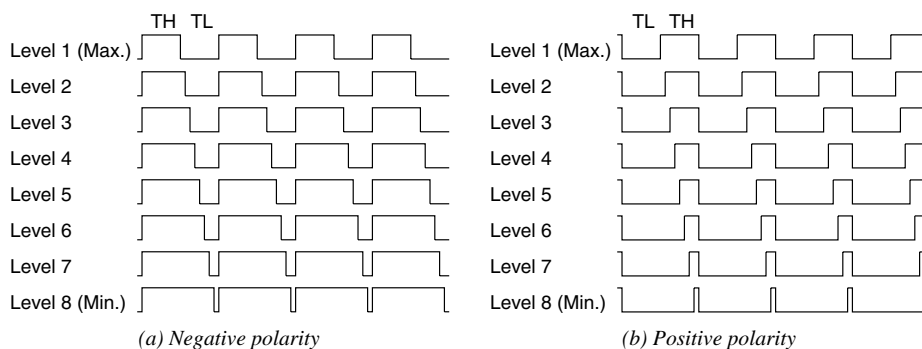 TH TL
Level 1 (Max.)
Level 2
Level 3
Level 4
Level 5
Level 6
Level 7
Level 8 (Min.)
(a) Negative polarity
TL TH
Level 1 (Max.)
Level 2
Level 3
Level 4
Level 5
Level 6
Level 7
Level 8 (Min.)
(b) Positive polarity